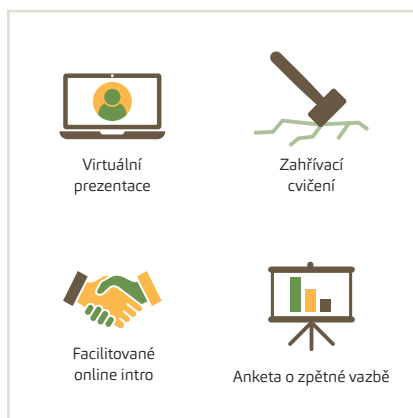 Virtuální
prezentace
Zahřívací
cvičení
Facilitované
online intro
Anketa o zpětné vazbě